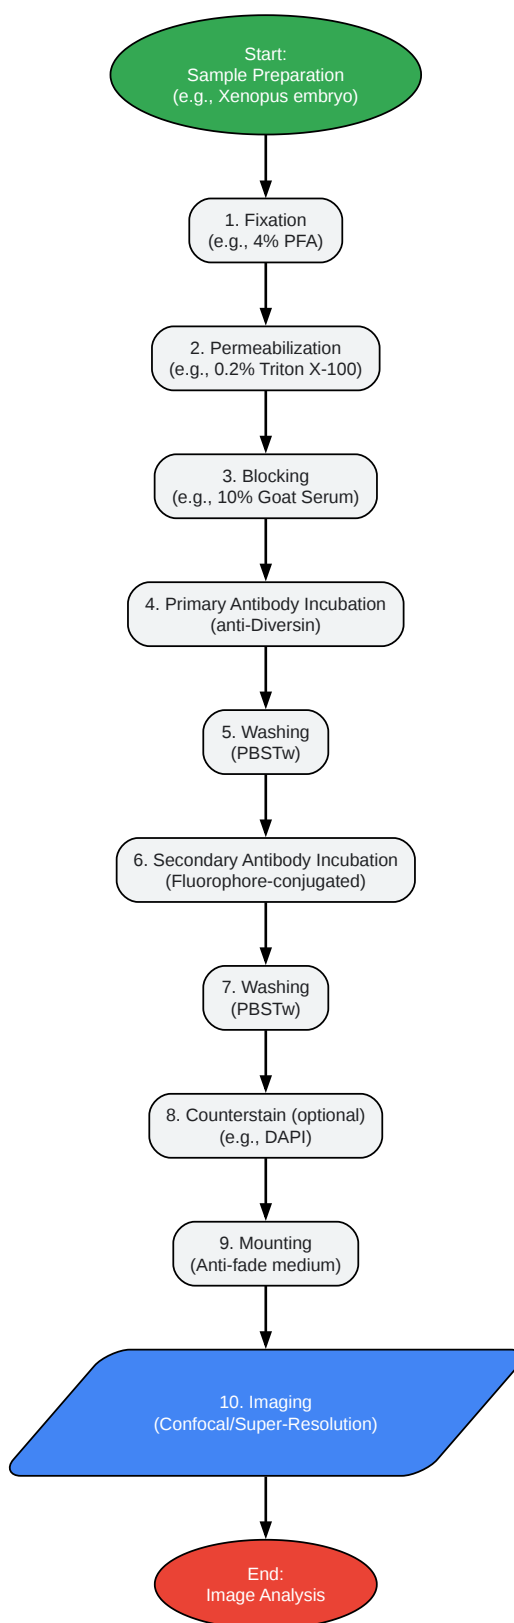 Start:
Sample Preparation
(e.g., Xenopus embryo)
1. Fixation
(e.g., 4% PFA)
2. Permeabilization
(e.g., 0.2% Triton X-100)
3. Blocking
(e.g., 10% Goat Serum)
4. Primary Antibody Incubation
(anti-Diversin)
5. Washing
(PBSTw)
6. Secondary Antibody Incubation
(Fluorophore-conjugated)
7. Washing
(PBSTw)
8. Counterstain (optional)
(e.g., DAPI)
9. Mounting
(Anti-fade medium)
10. Imaging
(Confocal/Super-Resolution)
End:
Image Analysis